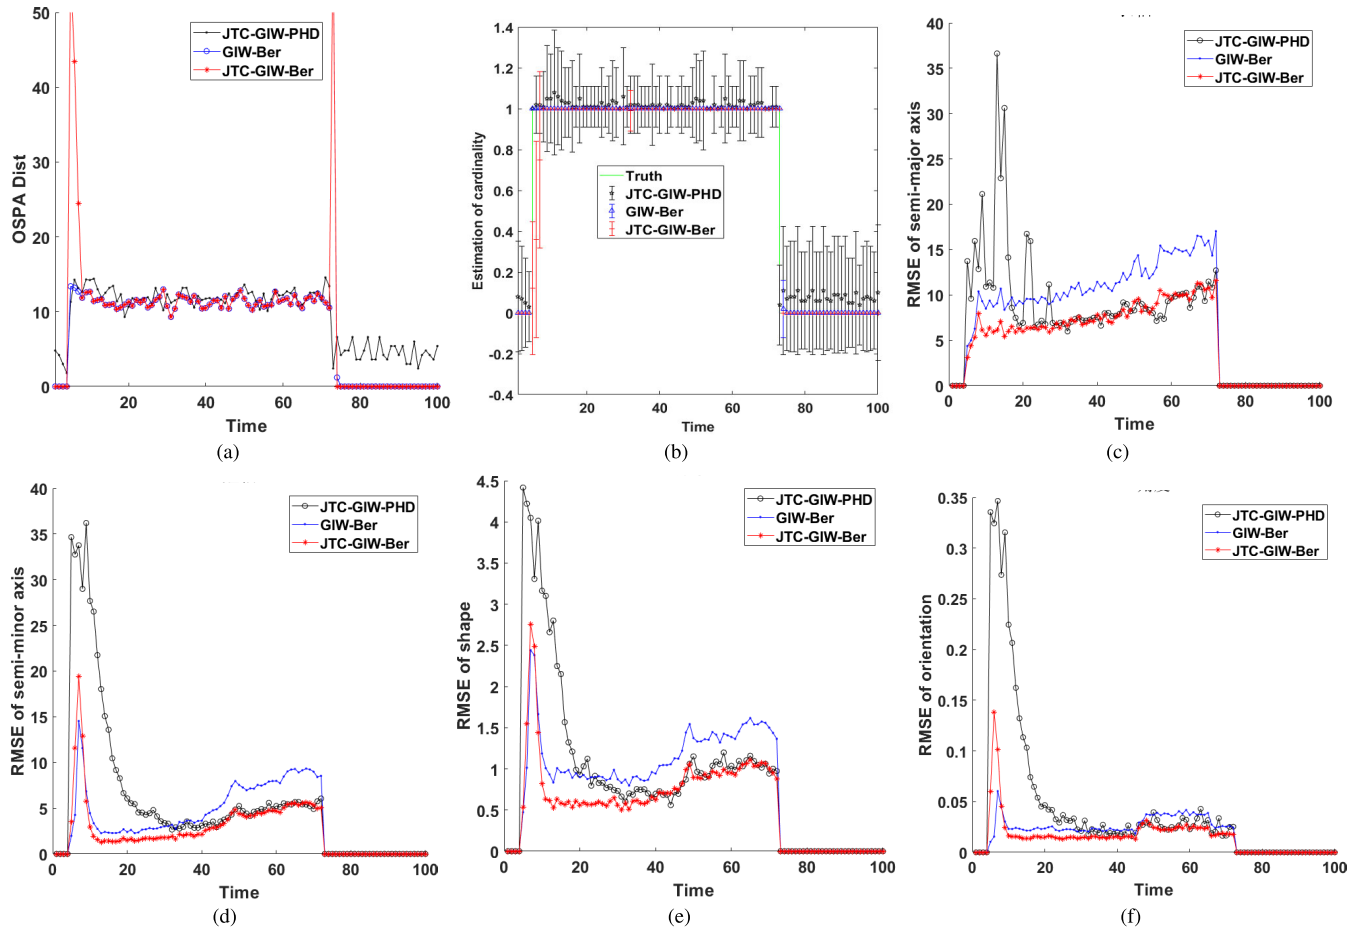 50
40
30
20
10
0
OSPA Dist
JTC-GIW-PHD
GIW-Ber
JTC-GIW-Ber
20
40
60
80
100
Time
(a)
1.4
1.2
1
0.8
0.6
0.4
0.2
0
-0.2
-0.4
Estimation of cardinality
Truth
JTC-GIW-PHD
GIW-Ber
JTC-GIW-Ber
20
40
60
80
100
Time
(b)
40
35
30
25
20
15
10
5
0
RMSE of semi-major axis
JTC-GIW-PHD
GIW-Ber
JTC-GIW-Ber
0
20
40
60
80
100
Time
(c)
40
35
30
25
20
15
10
5
0
RMSE of semi-minor axis
JTC-GIW-PHD
GIW-Ber
JTC-GIW-Ber
0
20
40
60
80
100
Time
(d)
4.5
4
3.5
3
2.5
2
1.5
1
0.5
0
RMSE of shape
JTC-GIW-PHD
GIW-Ber
JTC-GIW-Ber
0
20
40
60
80
100
Time
(e)
0.35
0.3
0.25
0.2
0.15
0.1
0.05
0
RMSE of orientation
JTC-GIW-PHD
GIW-Ber
JTC-GIW-Ber
0
20
40
60
80
100
Time
(f)